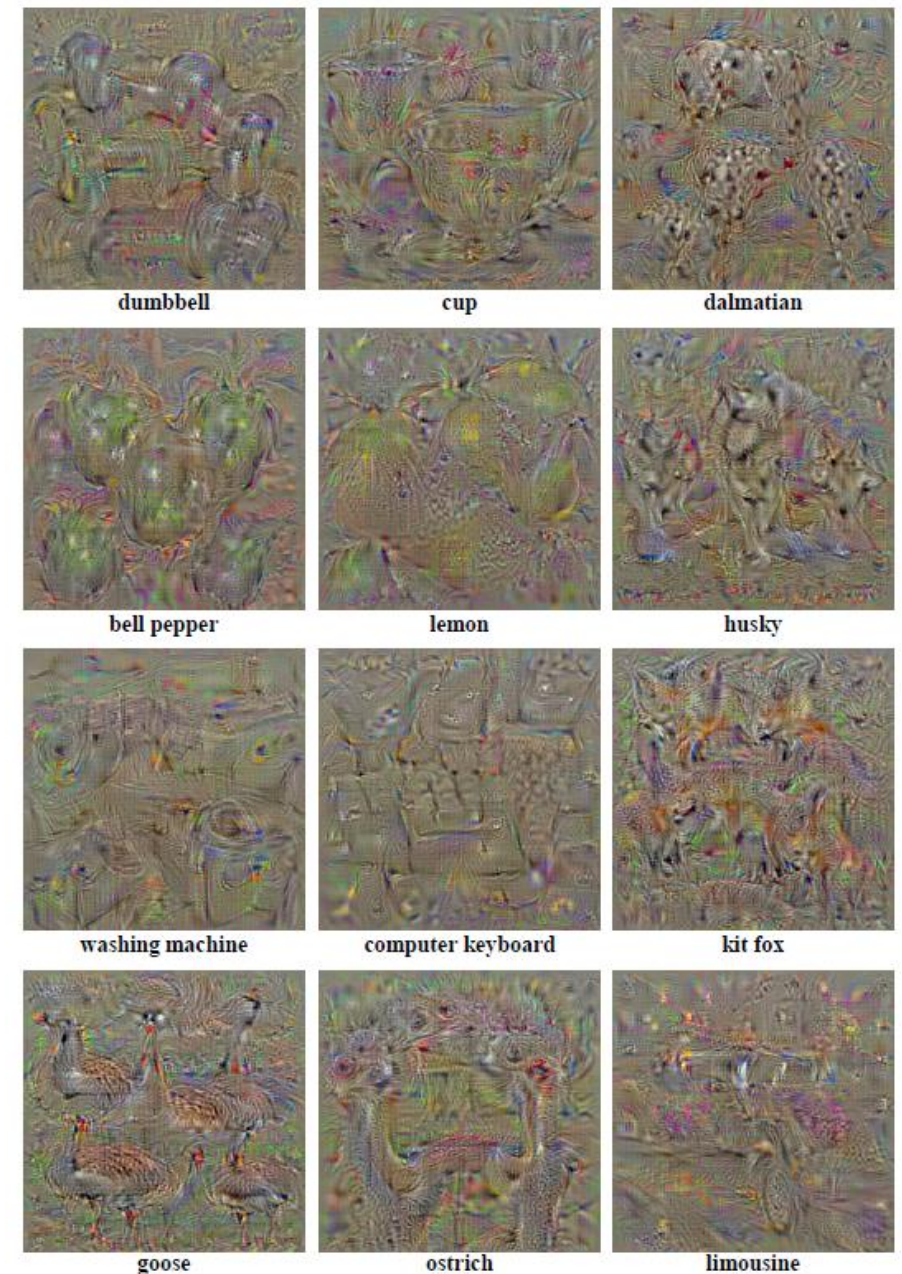 dumbbell
cup
dalmatian
bell pepper
lemon
husky
washing machine
computer keyboard
kit fox
goose
ostrich
limousine